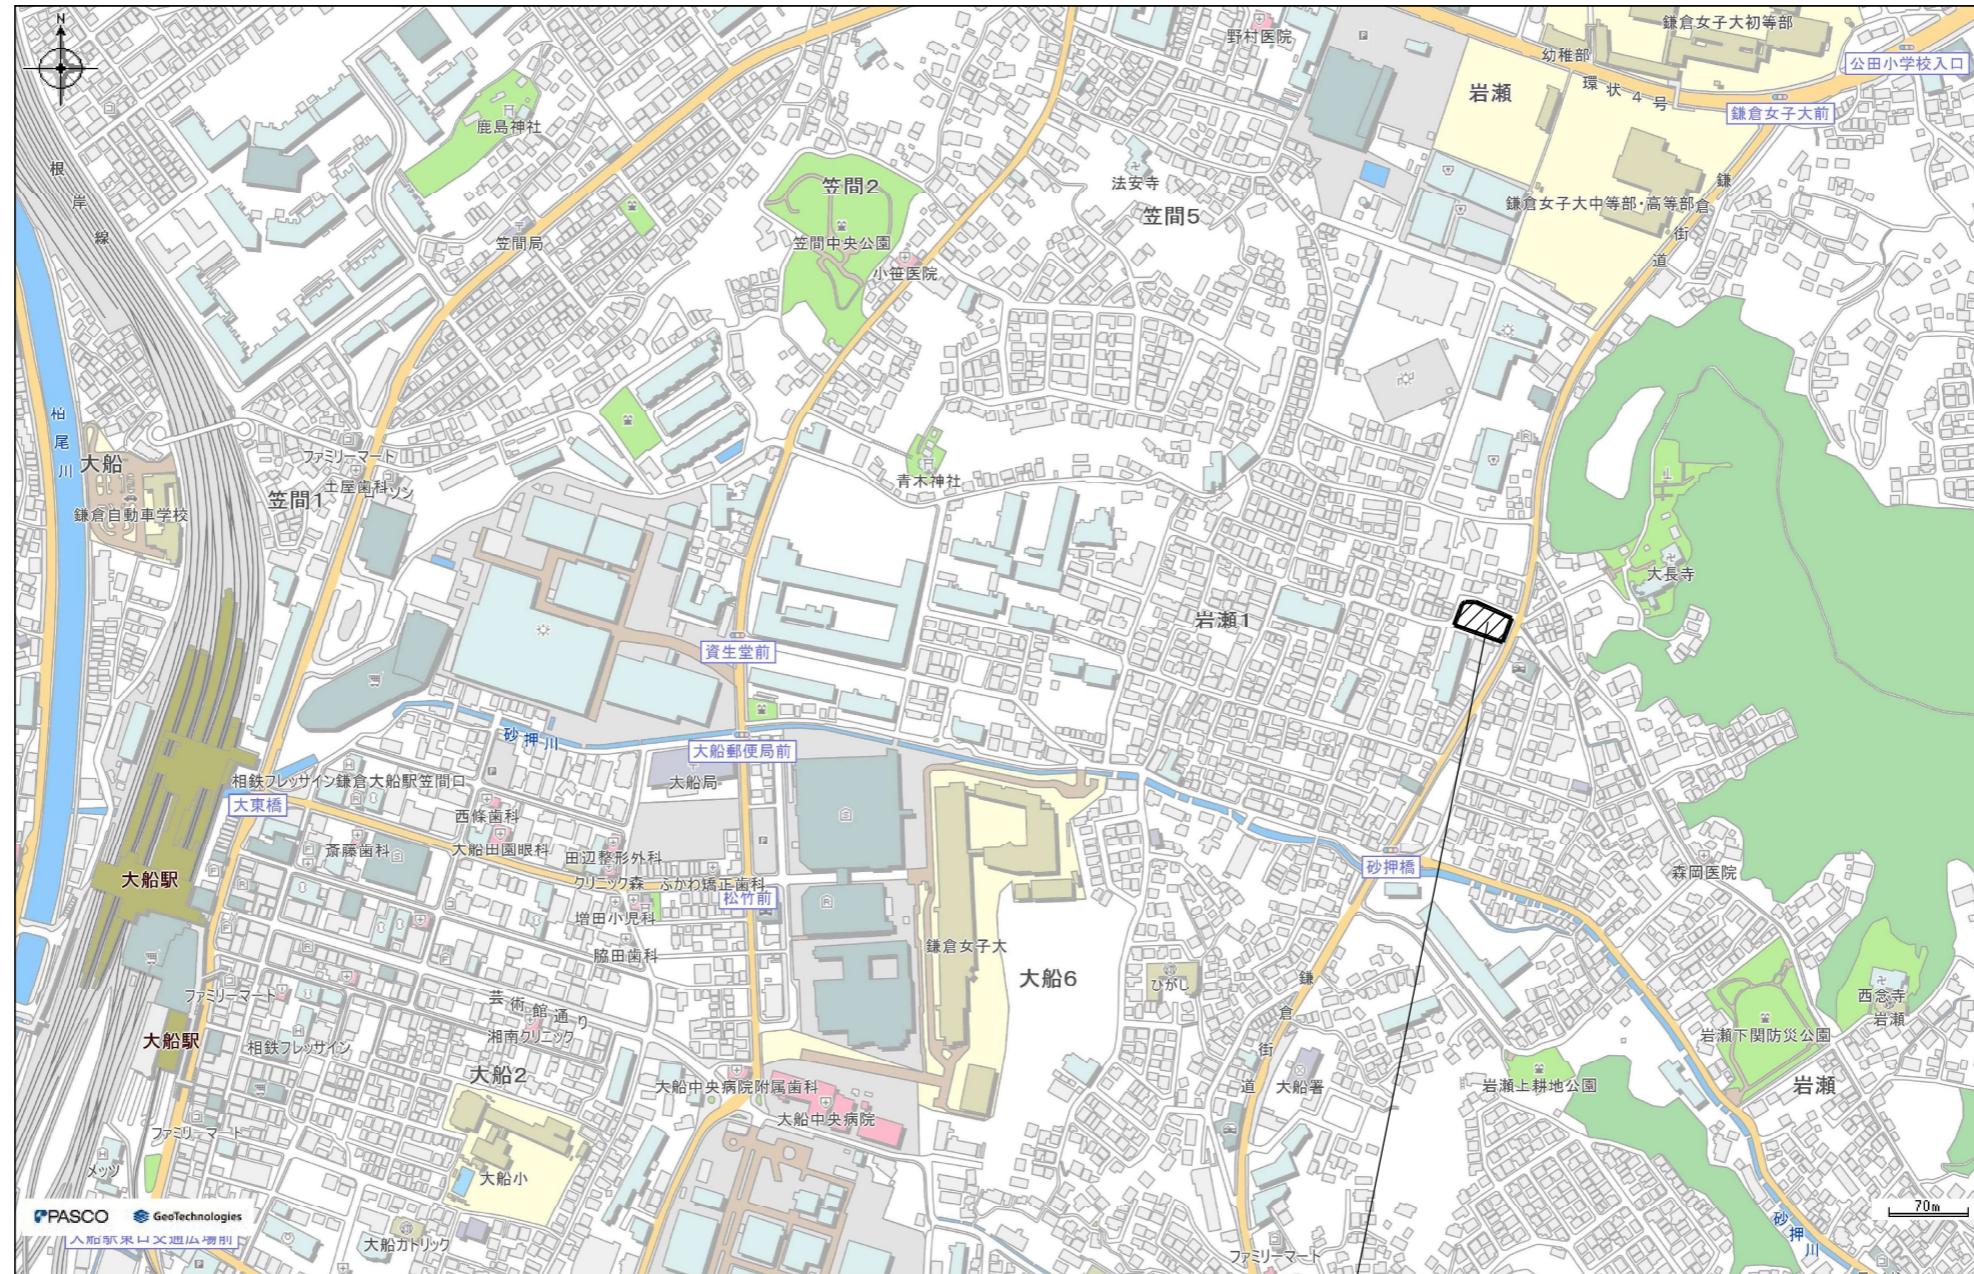 N
野村医院
鎌倉女子大初等部
幼稚部
公田小学校入口
環状4号
岩瀬
鎌倉女子大前
鹿島神社
根岸線
笠間2
法安寺
笠間5
鎌倉女子大中等部・高等部
鎌倉街道
笠間局
笠間中央公園
小笹医院
柏尾川
大船
ファミリーマート
土屋歯科
ローソン
笠間1
青木神社
鎌倉自動車学校
大長寺
岩瀬1
資生堂前
砂押川
大船郵便局前
大船局
相鉄フレッサイン鎌倉大船駅笠間口
大東橋
西條歯科
斎藤歯科
大船田園眼科
田辺整形外科
クリニック森
ふかわ矯正歯科
松竹前
砂押橋
森岡医院
大船駅
増田小児科
脇田歯科
鎌倉女子大
大船6
ひがし
西念寺
岩瀬
ファミリーマート
芸術館通り
湘南クリニック
鎌倉街道
岩瀬下関防災公園
大船駅
相鉄フレッサイン
大船2
大船中央病院附属歯科
大船中央病院
大船署
岩瀬上耕地公園
岩瀬
ファミリーマート
メッツ
大船小
PASCO
GeoTechnologies
大船駅東口交通広場前
大船カトリック
ファミリーマート
砂押川
70m